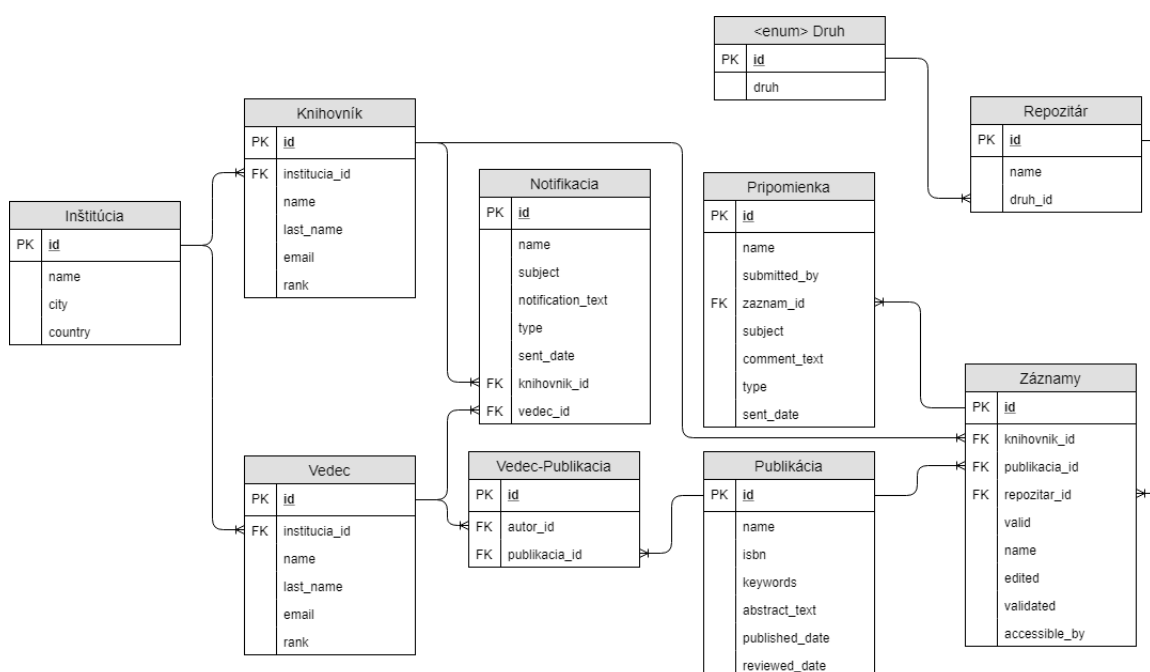 <enum> Druh
PK id
druh
Repozitár
PK id
name
druh_id
Knihovník
PK id
FK institucia_id
name
last_name
email
rank
Inštitúcia
PK id
name
city
country
Notifikacia
PK id
name
subject
notification_text
type
sent_date
FK knihovnik_id
FK vedec_id
Pripomienka
PK id
name
submitted_by
FK zaznam_id
subject
comment_text
type
sent_date
Záznamy
PK id
FK knihovnik_id
FK publikacia_id
FK repozitar_id
valid
name
edited
validated
accessible_by
Vedec
PK id
FK institucia_id
name
last_name
email
rank
Vedec-Publikacia
PK id
FK autor_id
FK publikacia_id
Publikácia
PK id
name
isbn
keywords
abstract_text
published_date
reviewed_date